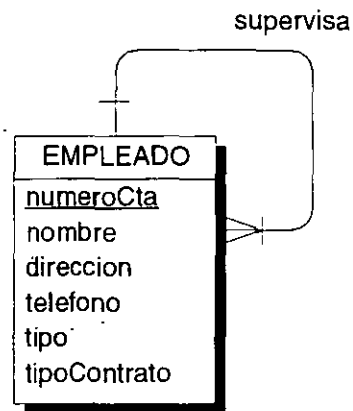 supervisa
EMPLEADO
numeroCta
nombre
direccion
telefono
tipo
tipoContrato